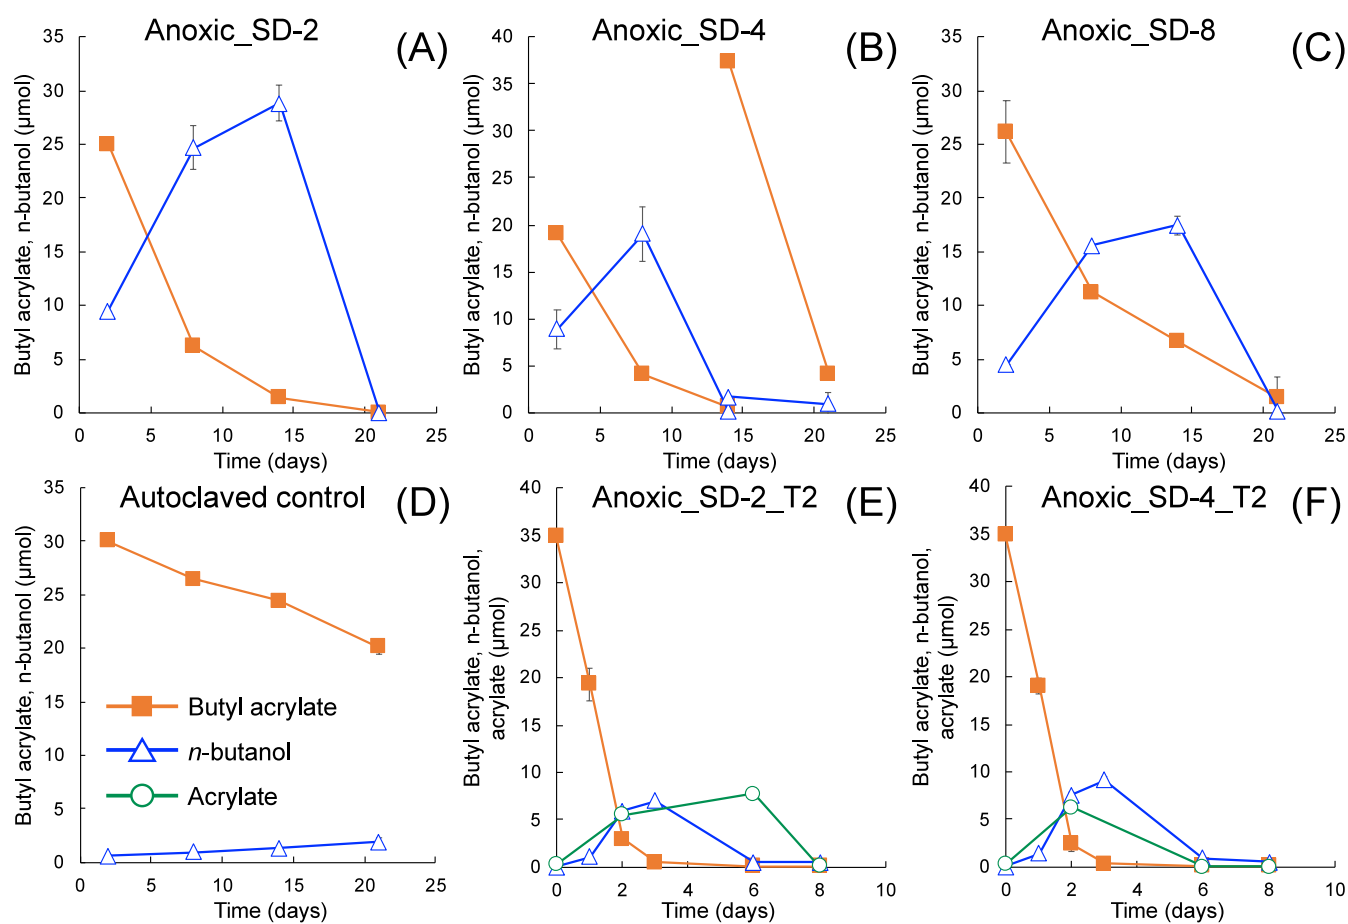 Anoxic_SD-2
(A)
Butyl acrylate, n-butanol (µmol)
35
30
25
20
15
10
5
0
0 5 10 15 20 25
Time (days)
Anoxic_SD-4
(B)
Butyl acrylate, n-butanol (µmol)
40
35
30
25
20
15
10
5
0
0 5 10 15 20 25
Time (days)
Anoxic_SD-8
(C)
Butyl acrylate, n-butanol (µmol)
35
30
25
20
15
10
5
0
0 5 10 15 20 25
Time (days)
Autoclaved control
(D)
Butyl acrylate, n-butanol (µmol)
35
30
25
20
15
10
5
0
Butyl acrylate
n-butanol
Acrylate
0 5 10 15 20 25
Time (days)
Anoxic_SD-2_T2
(E)
Butyl acrylate, n-butanol,
acrylate (µmol)
40
35
30
25
20
15
10
5
0
0 2 4 6 8 10
Time (days)
Anoxic_SD-4_T2
(F)
Butyl acrylate, n-butanol,
acrylate (µmol)
40
35
30
25
20
15
10
5
0
0 2 4 6 8 10
Time (days)